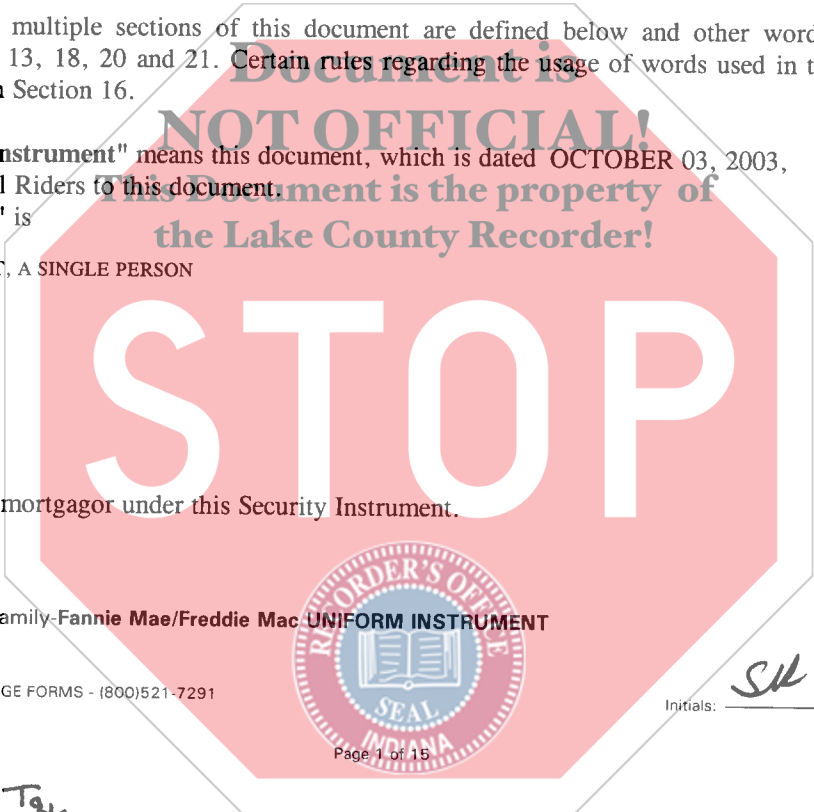 multiple sections of this document are defined below and other word
13, 18, 20 and 21. Certain rules regarding the usage of words used in t
Section 16.
Document is
NOT OFFICIAL!
nstrument" means this document, which is dated OCTOBER 03, 2003,
Riders to this document.
This Document is the property of
" is
the Lake County Recorder!
, A SINGLE PERSON
STOP
mortgagor under this Security Instrument.
RECORDER'S OFFICE
amily-Fannie Mae/Freddie Mac UNIFORM INSTRUMENT
GE FORMS - (800)521-7291
SEAL
INDIANA
Initials:
Page 1 of 15